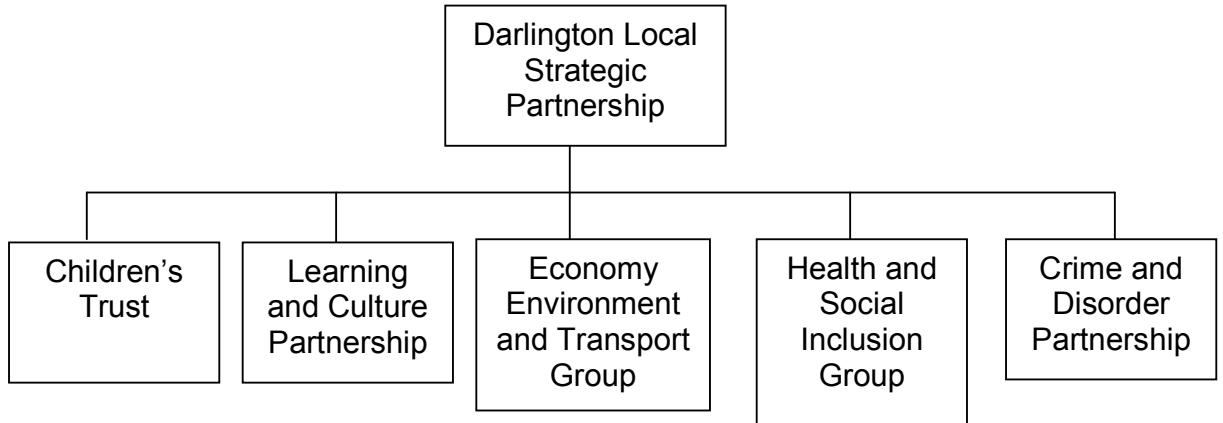 Darlington Local
Strategic
Partnership
Children’s
Trust
Learning
and Culture
Partnership
Economy
Environment
and Transport
Group
Health and
Social
Inclusion
Group
Crime and
Disorder
Partnership